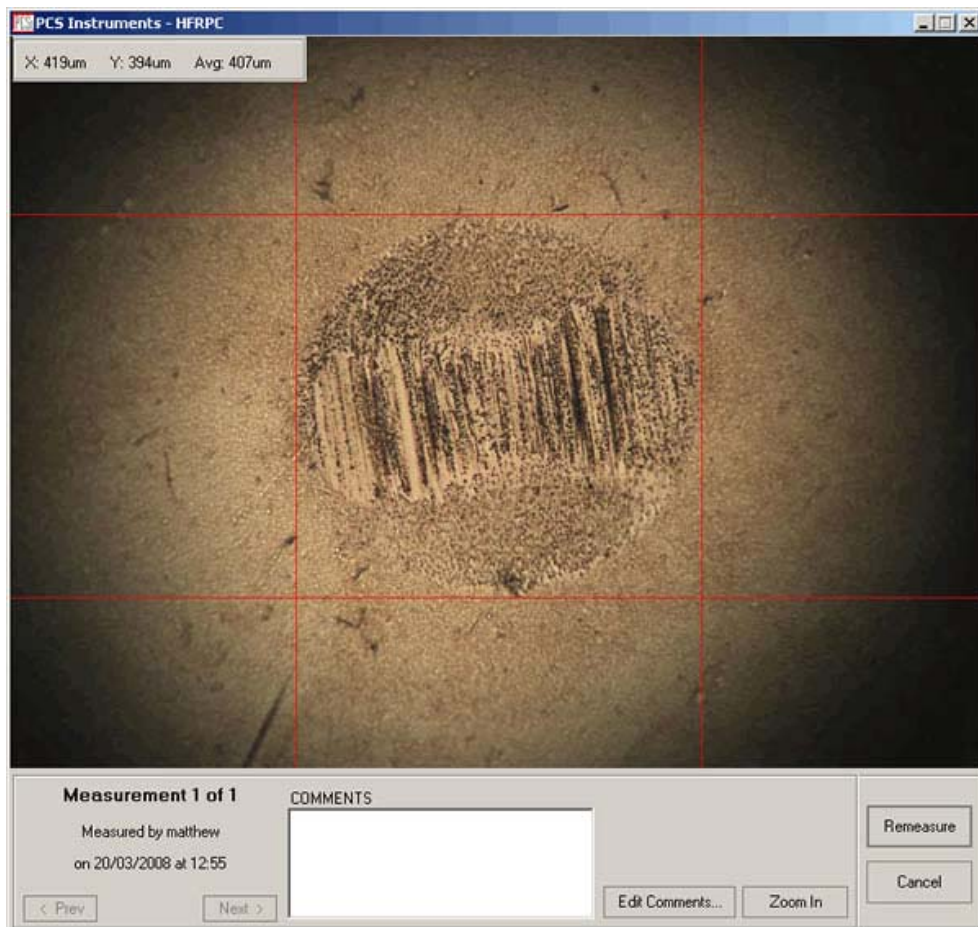 PCS Instruments - HFRPC
X: 419um Y: 394um Avg: 407um
Measurement 1 of 1
Measured by matthew
on 20/03/2008 at 12:55
< Prev
Next >
COMMENTS
Edit Comments...
Zoom In
Remeasure
Cancel